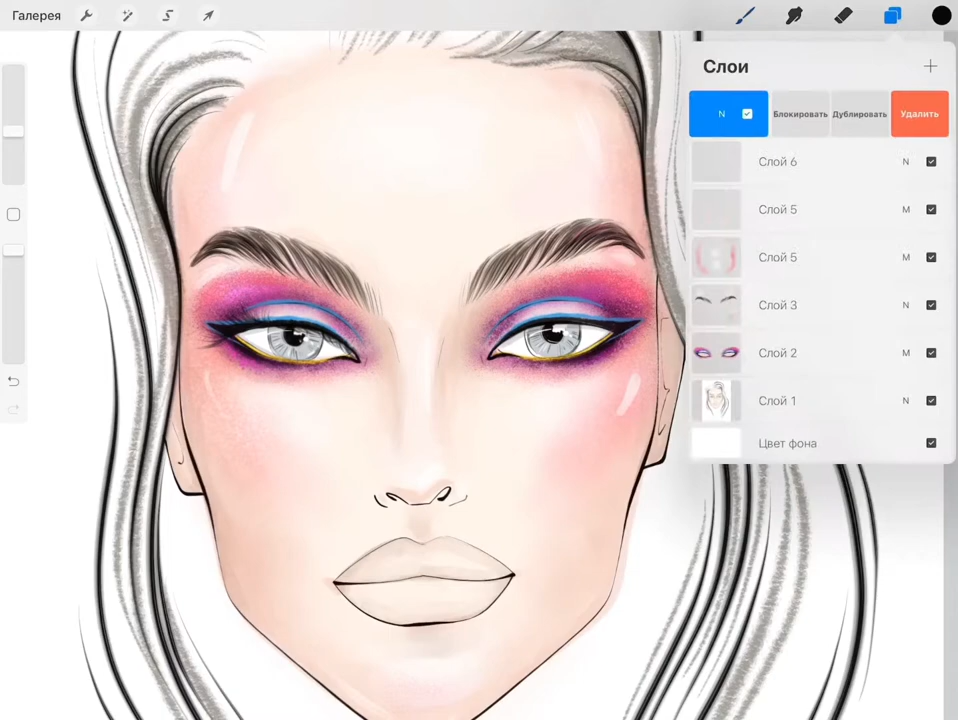 Галерея
Слои
N Блокировать Дублировать Удалить
Слой 6 N
Слой 5 M
Слой 5 M
Слой 3 N
Слой 2 M
Слой 1 N
Цвет фона